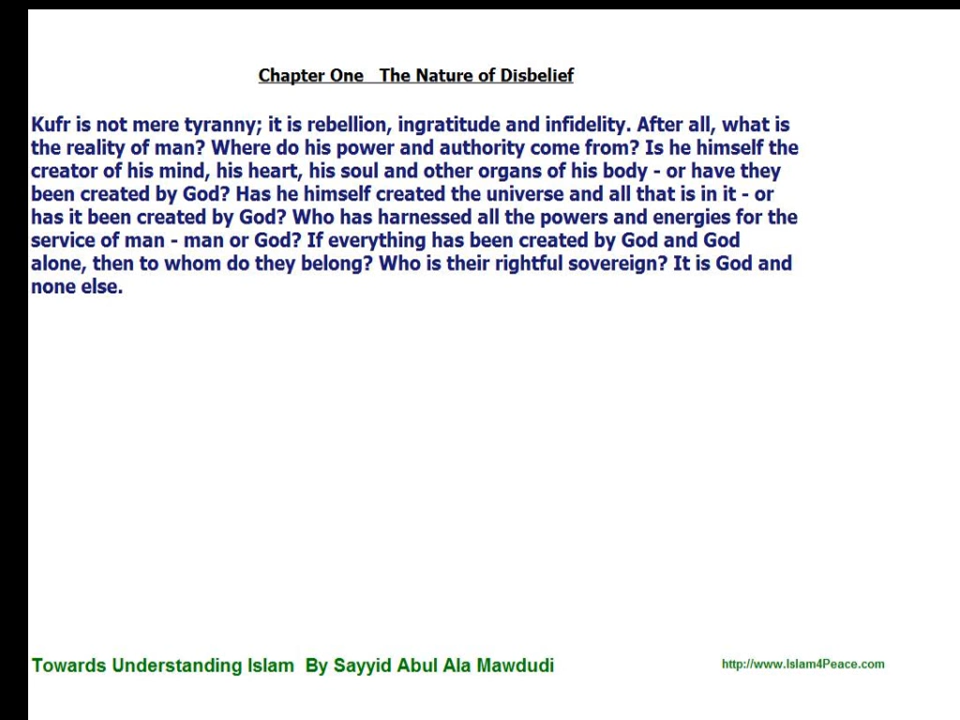 Chapter One   The Nature of Disbelief
Kufr is not mere tyranny; it is rebellion, ingratitude and infidelity. After all, what is
the reality of man? Where do his power and authority come from? Is he himself the
creator of his mind, his heart, his soul and other organs of his body - or have they
been created by God? Has he himself created the universe and all that is in it - or
has it been created by God? Who has harnessed all the powers and energies for the
service of man - man or God? If everything has been created by God and God
alone, then to whom do they belong? Who is their rightful sovereign? It is God and
none else.
Towards Understanding Islam  By Sayyid Abul Ala Mawdudi
http://www.Islam4Peace.com